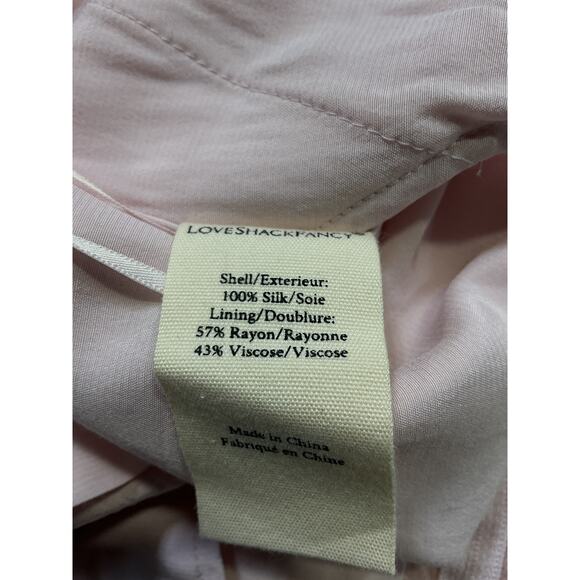 LoveShackFancy
Shell/Exterieur:
100% Silk/Soie
Lining/Doublure:
57% Rayon/Rayonne
43% Viscose/Viscose
Made in China
Fabriqué en Chine